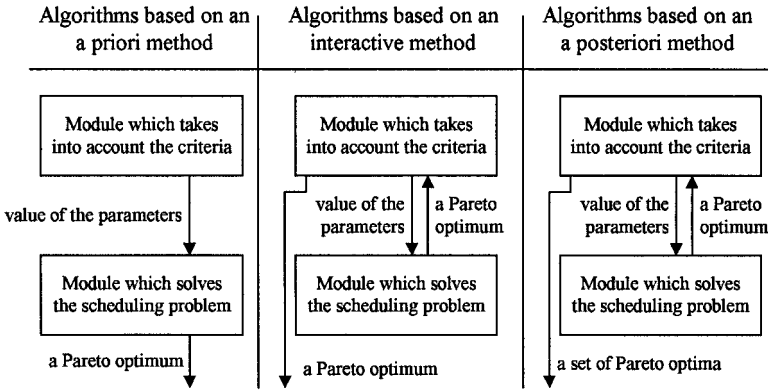 Algorithms based on an
a priori method
Algorithms based on an
interactive method
Algorithms based on an
a posteriori method
Module which takes
into account the criteria
value of the parameters
Module which solves
the scheduling problem
a Pareto optimum
Module which takes
into account the criteria
value of the
parameters
a Pareto
optimum
Module which solves
the scheduling problem
a Pareto optimum
Module which takes
into account the criteria
value of the
parameters
a Pareto
optimum
Module which solves
the scheduling problem
a set of Pareto optima